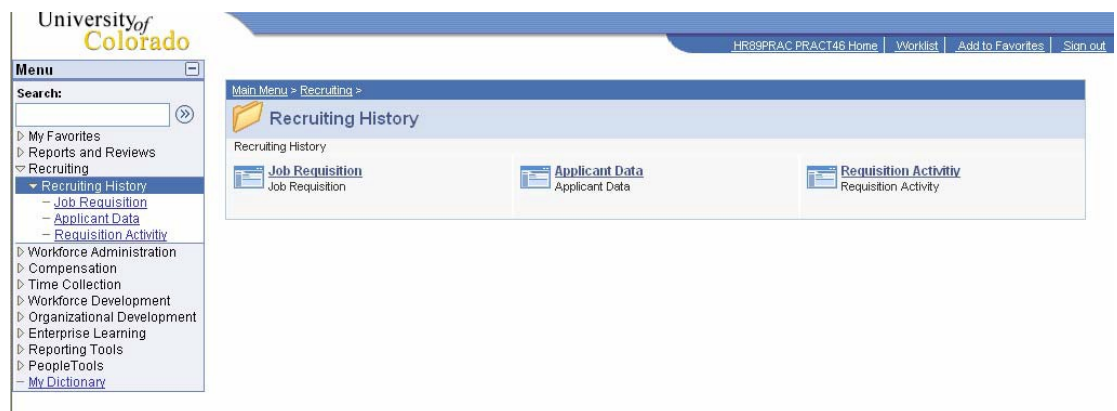 University of
Colorado
HR89PRAC PRACT46 Home Worklist Add to Favorites Sign out
Menu
Search:
My Favorites
Reports and Reviews
Recruiting
Recruiting History
– Job Requisition
– Applicant Data
– Requisition Activitiy
Workforce Administration
Compensation
Time Collection
Workforce Development
Organizational Development
Enterprise Learning
Reporting Tools
PeopleTools
– My Dictionary
Main Menu > Recruiting >
Recruiting History
Recruiting History
Job Requisition
Job Requisition
Applicant Data
Applicant Data
Requisition Activitiy
Requisition Activity